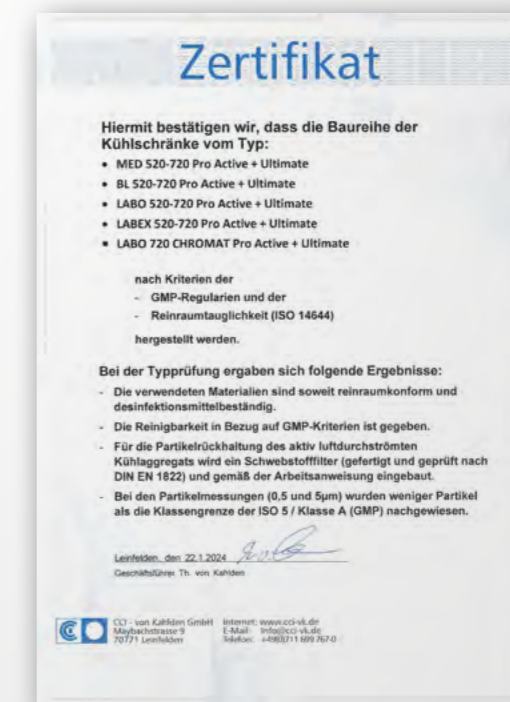 Zertifikat
Hiermit bestätigen wir, dass die Baureihe der
Kühlschränke vom Typ:
• MED 520-720 Pro Active + Ultimate
• BL 520-720 Pro Active + Ultimate
• LABO 520-720 Pro Active + Ultimate
• LABEX 520-720 Pro Active + Ultimate
• LABO 720 CHROMAT Pro Active + Ultimate
nach Kriterien der
- GMP-Regularien und der
- Reinraumtauglichkeit (ISO 14644)
hergestellt werden.
Bei der Typprüfung ergaben sich folgende Ergebnisse:
- Die verwendeten Materialien sind soweit reinraumkonform und
desinfektionsmittelbeständig.
- Die Reinigbarkeit in Bezug auf GMP-Kriterien ist gegeben.
- Für die Partikelrückhaltung des aktiv luftdurchströmten
Kühlaggregats wird ein Schwebstofffilter (gefertigt und geprüft nach
DIN EN 1822) und gemäß der Arbeitsanweisung eingebaut.
- Bei den Partikelmessungen (0,5 und 5µm) wurden weniger Partikel
als die Klassengrenze der ISO 5 / Klasse A (GMP) nachgewiesen.
Leinfelden, den 22.1.2024
Geschäftsführer Th. von Kahlden
CCI - von Kahlden GmbH Internet: www.cci-vk.de
Maybachstrasse 9 E-Mail: info@cci-vk.de
70771 Leinfelden Telefon: +49(0)711 699 767-0